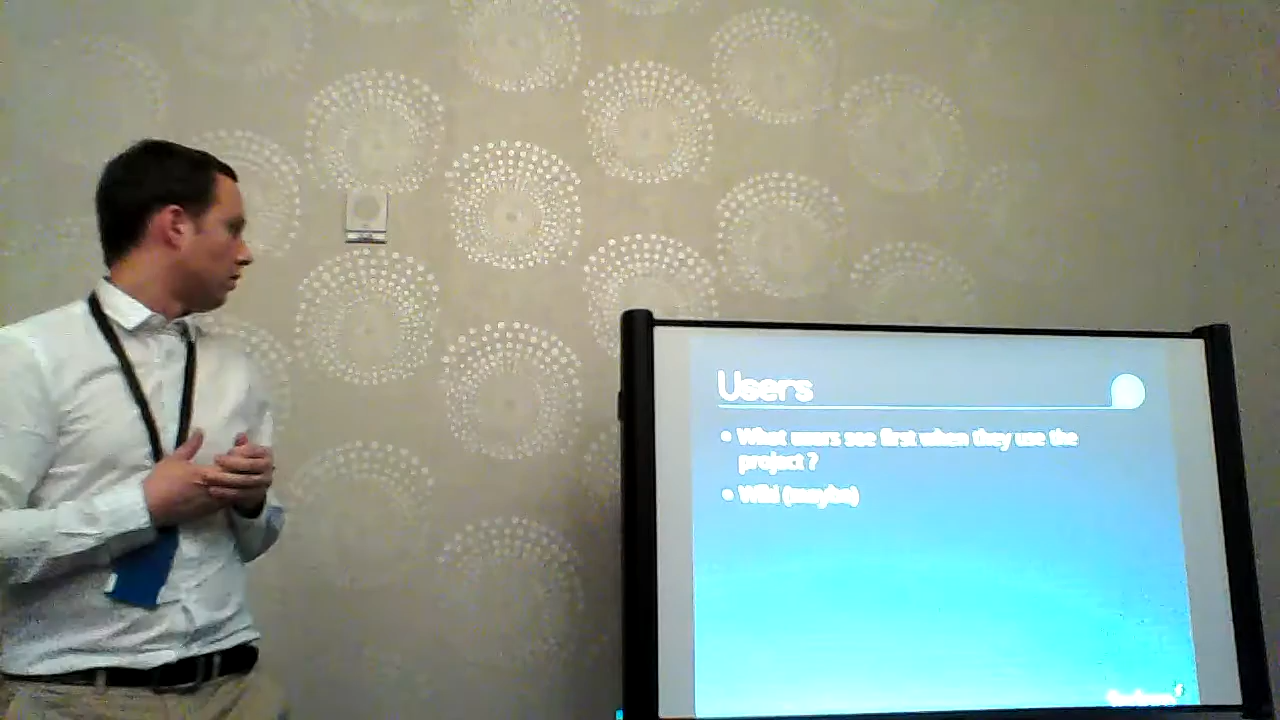 Users
• What users see first when they use the
project ?
• Wiki (maybe)